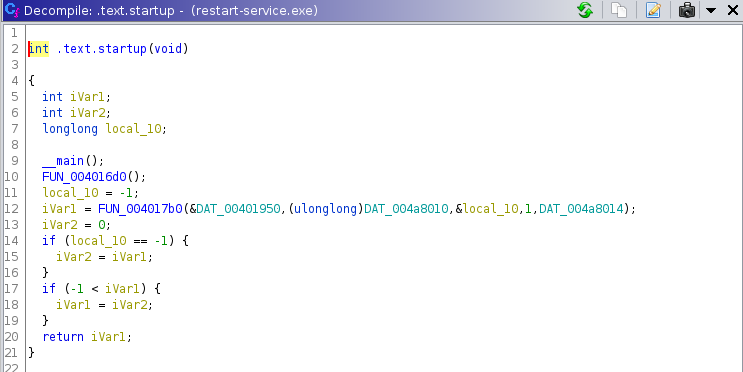 Decompile: .text.startup - (restart-service.exe)
1
2 int .text.startup(void)
3
4 {
5 int iVar1;
6 int iVar2;
7 longlong local_10;
8
9 __main();
10 FUN_004016d0();
11 local_10 = -1;
12 iVar1 = FUN_004017b0(&DAT_00401950,(ulonglong)DAT_004a8010,&local_10,1,DAT_004a8014);
13 iVar2 = 0;
14 if (local_10 == -1) {
15 iVar2 = iVar1;
16 }
17 if (-1 < iVar1) {
18 iVar1 = iVar2;
19 }
20 return iVar1;
21 }
22